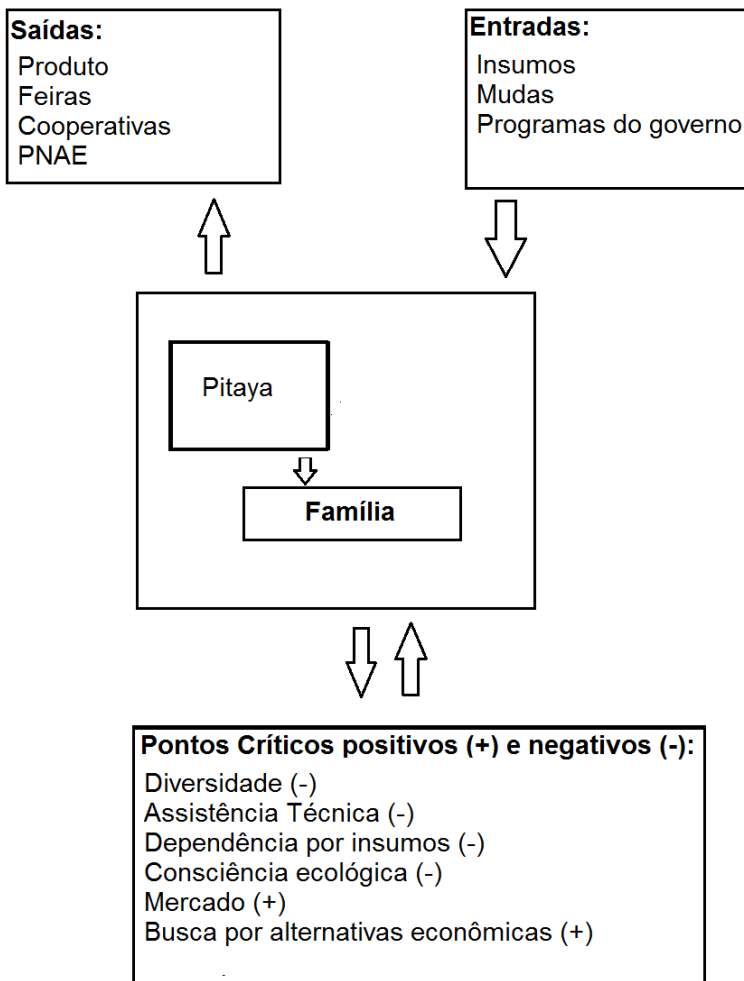 Saídas:
Produto
Feiras
Cooperativas
PNAE
Entradas:
Insumos
Mudas
Programas do governo
Pitaya
Família
Pontos Críticos positivos (+) e negativos (-):
Diversidade (-)
Assistência Técnica (-)
Dependência por insumos (-)
Consciência ecológica (-)
Mercado (+)
Busca por alternativas econômicas (+)